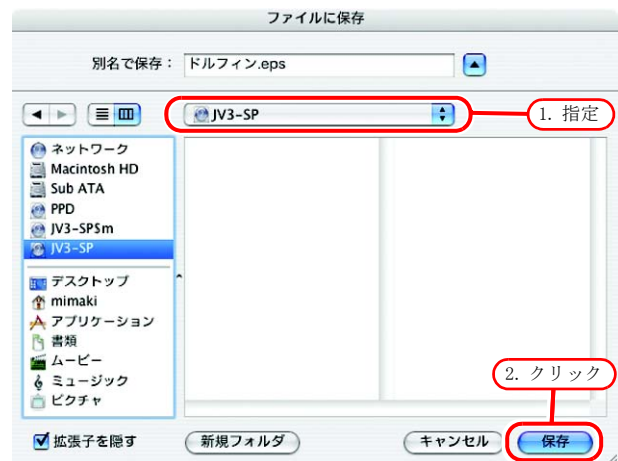 ファイルに保存
別名で保存： ドルフィン.eps
JV3-SP
1. 指定
ネットワーク
Macintosh HD
Sub ATA
PPD
JV3-SPSm
JV3-SP
デスクトップ
mimaki
アプリケーション
書類
ムービー
ミュージック
ピクチャ
2. クリック
拡張子を隠す 新規フォルダ キャンセル 保存